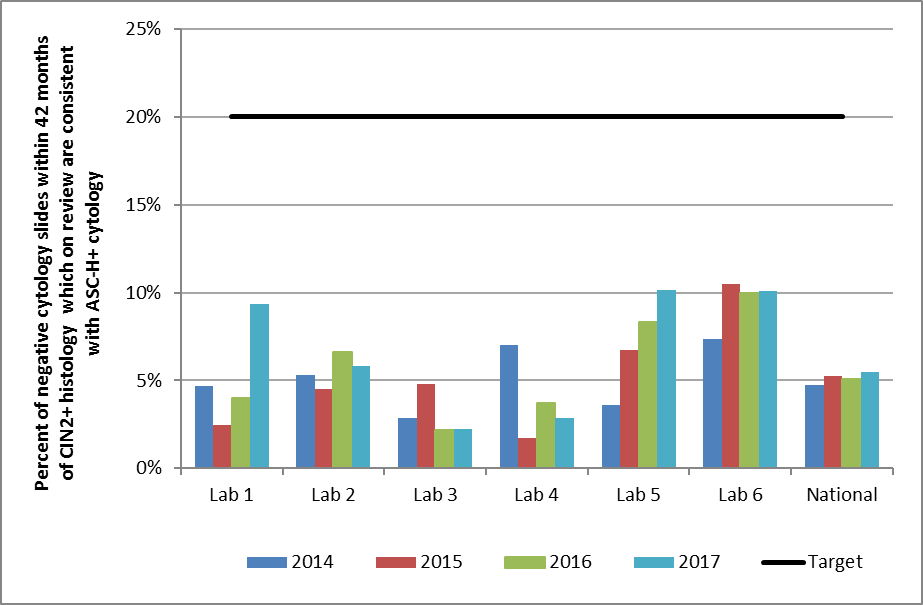 Percent of negative cytology slides within 42 months
of CIN2+ histology which on review are consistent
with ASC-H+ cytology
25%
20%
15%
10%
5%
0%
Lab 1 Lab 2 Lab 3 Lab 4 Lab 5 Lab 6 National
2014 2015 2016 2017 Target